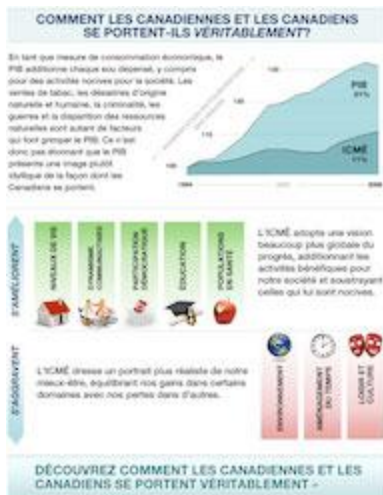 COMMENT LES CANADIENNES ET LES CANADIENS
SE PORTENT-ILS VÉRITABLEMENT?
En tant que mesure de consommation économique, le
PIB additionne chaque sou dépensé, y compris
pour des activités nocives pour la société. Les
ventes de tabac, les désastres d'origine
naturelle et humaine, la criminalité, les
guerres et la disparition des ressources
naturelles sont autant de facteurs
qui font grimper le PIB. Ce n'est
donc pas étonnant que le PIB
présente une image plutôt
idyllique de la façon dont les
Canadiens se portent.
PIB
ICMÊ
1994
2008
S'AMÉLIORENT
NIVEAUX DE VIE
DYNAMISME
COMMUNAUTAIRE
PARTICIPATION
DÉMOCRATIQUE
ÉDUCATION
POPULATIONS
EN SANTÉ
L'ICMÊ adopte une vision
beaucoup plus globale du
progrès, additionnant les
activités bénéfiques pour
notre société et soustrayant
celles qui lui sont nocives.
S'AGGRAVENT
L'ICMÊ dresse un portrait plus réaliste de notre
mieux-être, équilibrant nos gains dans certains
domaines avec nos pertes dans d'autres.
ENVIRONNEMENT
AMÉNAGEMENT
DU TEMPS
LOISIR ET
CULTURE
DÉCOUVREZ COMMENT LES CANADIENNES ET LES
CANADIENS SE PORTENT VÉRITABLEMENT –